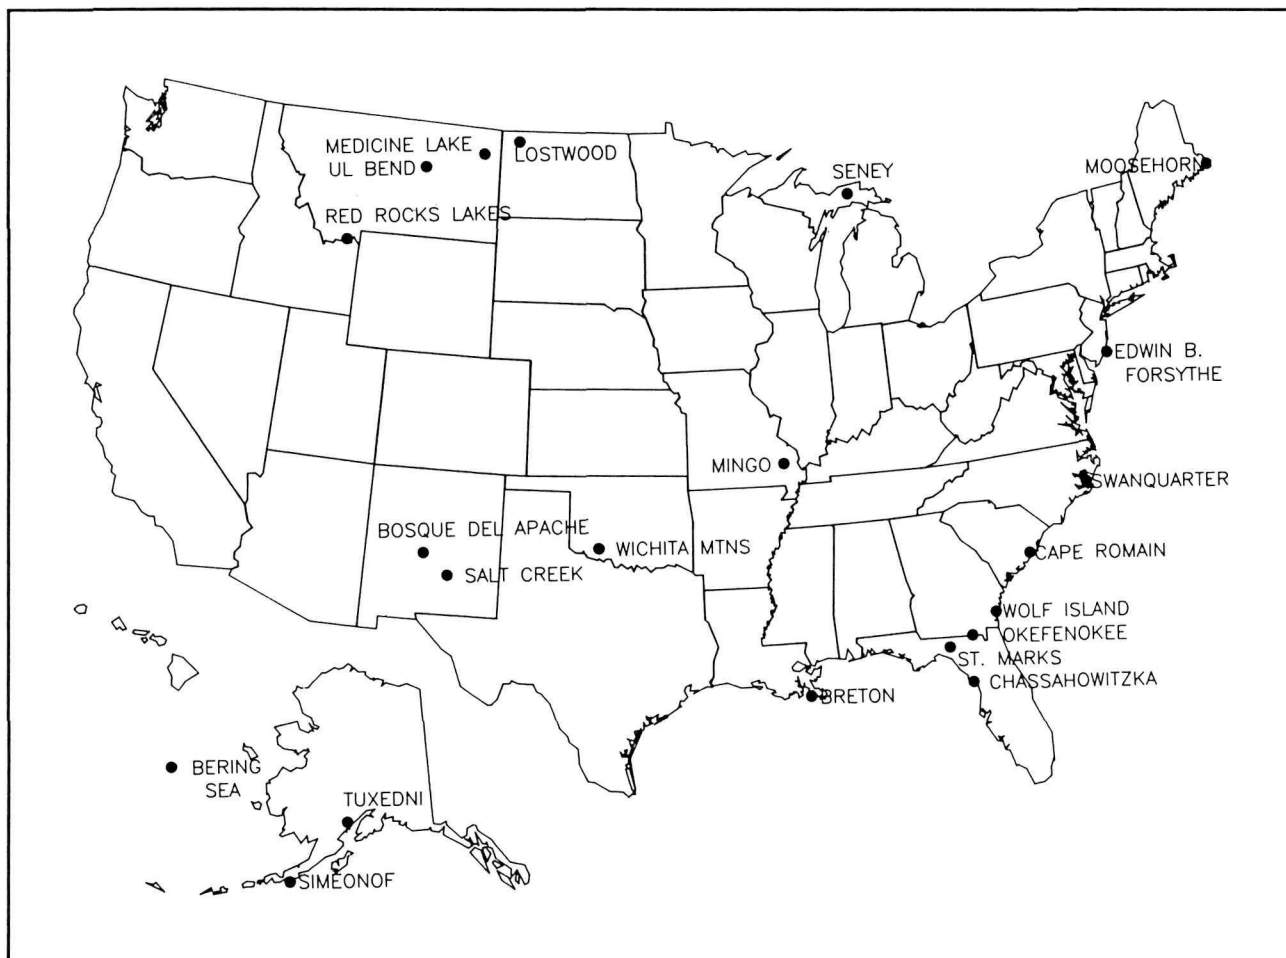 MEDICINE LAKE
LOSTWOOD
UL BEND
MOOSEHORN
SENEY
RED ROCKS LAKES
EDWIN B.
FORSYTHE
MINGO
SWANQUARTER
BOSQUE DEL APACHE
WICHITA MTNS
CAPE ROMAIN
SALT CREEK
WOLF ISLAND
OKEFENOKEE
ST. MARKS
CHASSAHOWITZKA
BRETON
BERING
SEA
TUXEDNI
SIMEONOF